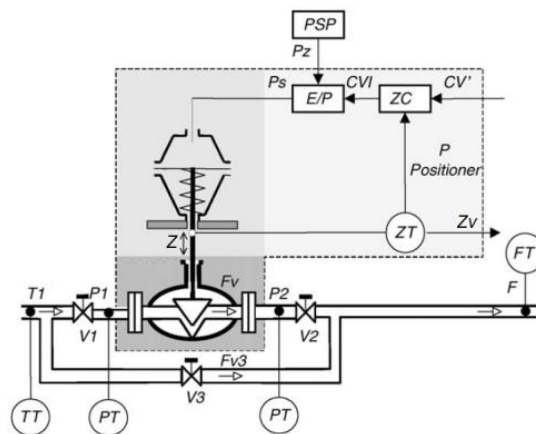 PSP
Pz
Ps
CVI
CV'
E/P
ZC
P
Positioner
Z
ZT
Zv
FT
Fv
T1
P1
P2
F
V1
V2
Fv3
V3
TT
PT
PT